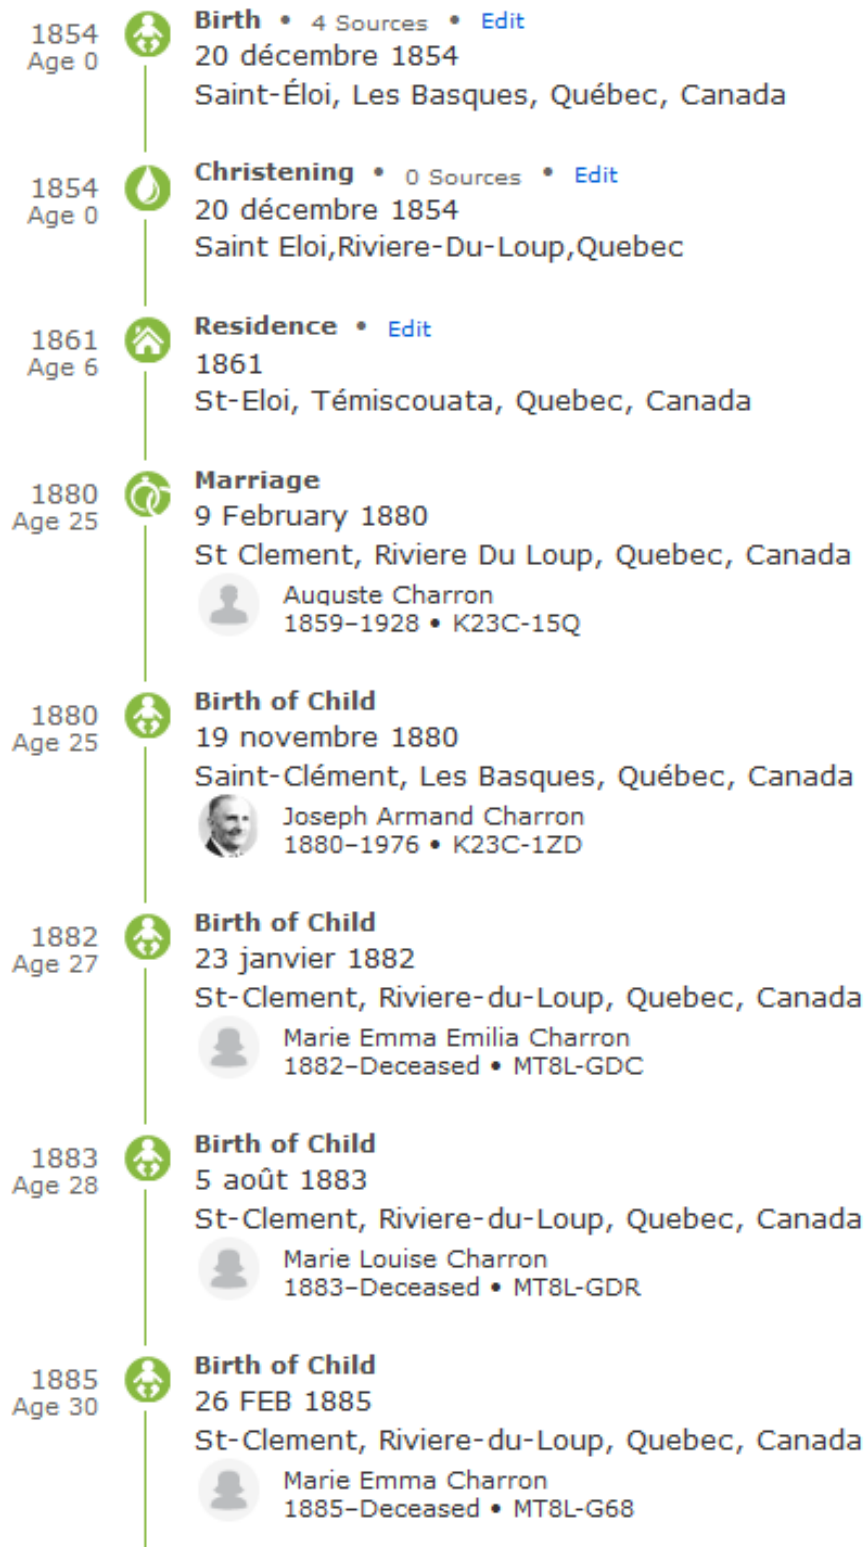 1854
Age 0
Birth • 4 Sources • Edit
20 décembre 1854
Saint-Éloi, Les Basques, Québec, Canada
1854
Age 0
Christening • 0 Sources • Edit
20 décembre 1854
Saint Eloi,Riviere-Du-Loup,Quebec
1861
Age 6
Residence • Edit
1861
St-Eloi, Témiscouata, Quebec, Canada
1880
Age 25
Marriage
9 February 1880
St Clement, Riviere Du Loup, Quebec, Canada
Auguste Charron
1859–1928 • K23C-15Q
1880
Age 25
Birth of Child
19 novembre 1880
Saint-Clément, Les Basques, Québec, Canada
Joseph Armand Charron
1880–1976 • K23C-1ZD
1882
Age 27
Birth of Child
23 janvier 1882
St-Clement, Riviere-du-Loup, Quebec, Canada
Marie Emma Emilia Charron
1882–Deceased • MT8L-GDC
1883
Age 28
Birth of Child
5 août 1883
St-Clement, Riviere-du-Loup, Quebec, Canada
Marie Louise Charron
1883–Deceased • MT8L-GDR
1885
Age 30
Birth of Child
26 FEB 1885
St-Clement, Riviere-du-Loup, Quebec, Canada
Marie Emma Charron
1885–Deceased • MT8L-G68